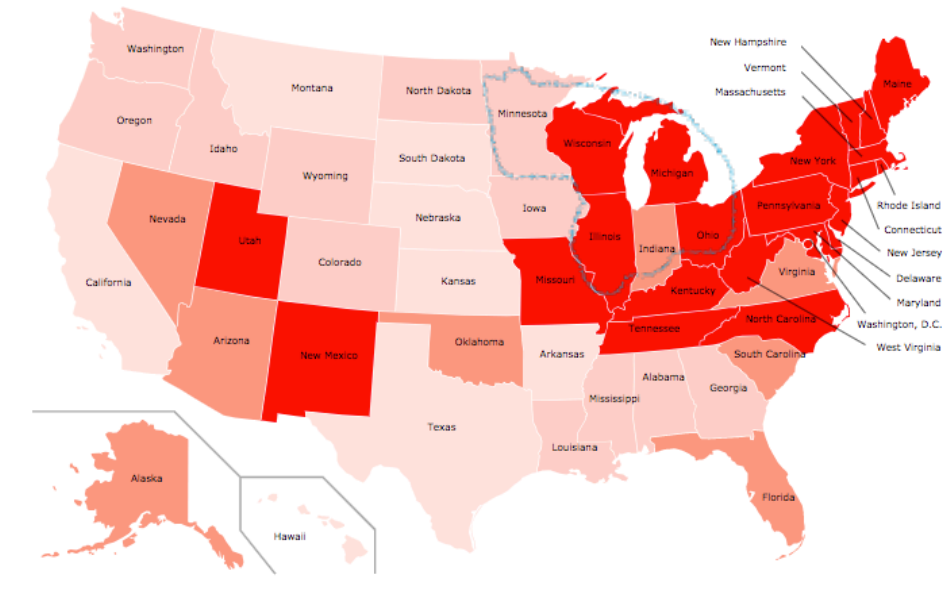 New Hampshire
Washington
Vermont
Maine
Montana
North Dakota
Massachusetts
Minnesota
Oregon
Wisconsin
Idaho
South Dakota
New York
Wyoming
Michigan
Rhode Island
Iowa
Pennsylvania
Nevada
Nebraska
Connecticut
Utah
Illinois
Ohio
Indiana
New Jersey
Colorado
Virginia
California
Kansas
Missouri
Delaware
Kentucky
Maryland
North Carolina
Washington, D.C.
Tennessee
Arizona
Oklahoma
West Virginia
New Mexico
Arkansas
South Carolina
Alabama
Georgia
Mississippi
Texas
Louisiana
Alaska
Florida
Hawaii